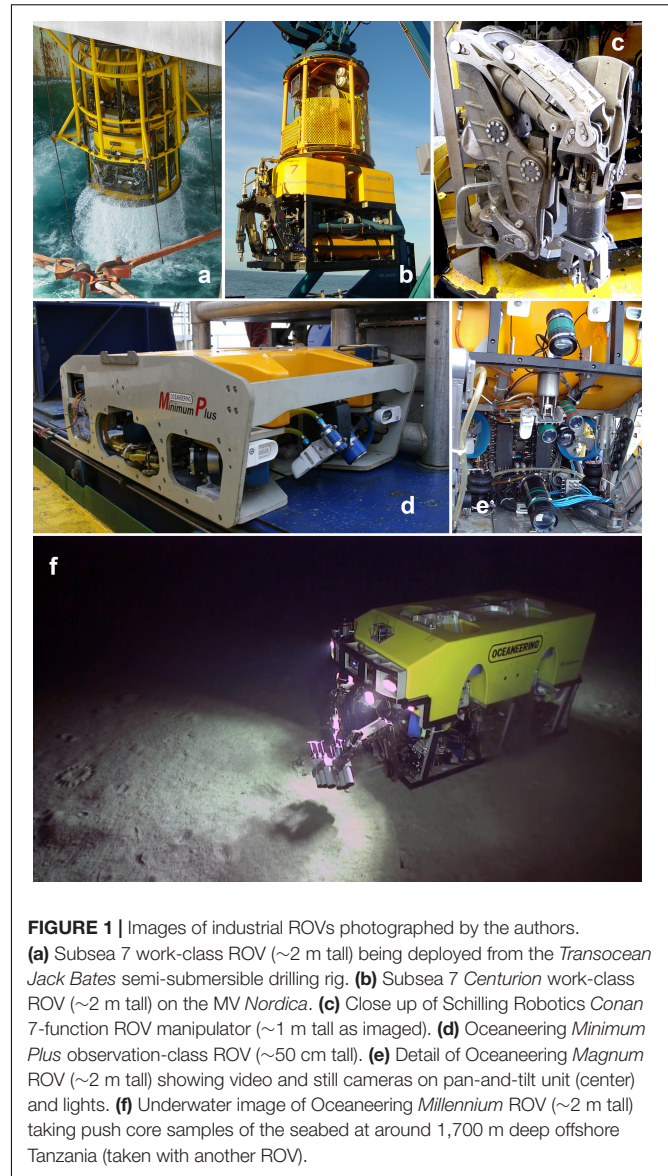 a
b
c
7
OCEANEERING
Minimum Plus
d
e
f
OCEANEERING
FIGURE 1 | Images of industrial ROVs photographed by the authors.
(a) Subsea 7 work-class ROV (∼2 m tall) being deployed from the Transocean
Jack Bates semi-submersible drilling rig. (b) Subsea 7 Centurion work-class
ROV (∼2 m tall) on the MV Nordica. (c) Close up of Schilling Robotics Conan
7-function ROV manipulator (∼1 m tall as imaged). (d) Oceaneering Minimum
Plus observation-class ROV (∼50 cm tall). (e) Detail of Oceaneering Magnum
ROV (∼2 m tall) showing video and still cameras on pan-and-tilt unit (center)
and lights. (f) Underwater image of Oceaneering Millennium ROV (∼2 m tall)
taking push core samples of the seabed at around 1,700 m deep offshore
Tanzania (taken with another ROV).